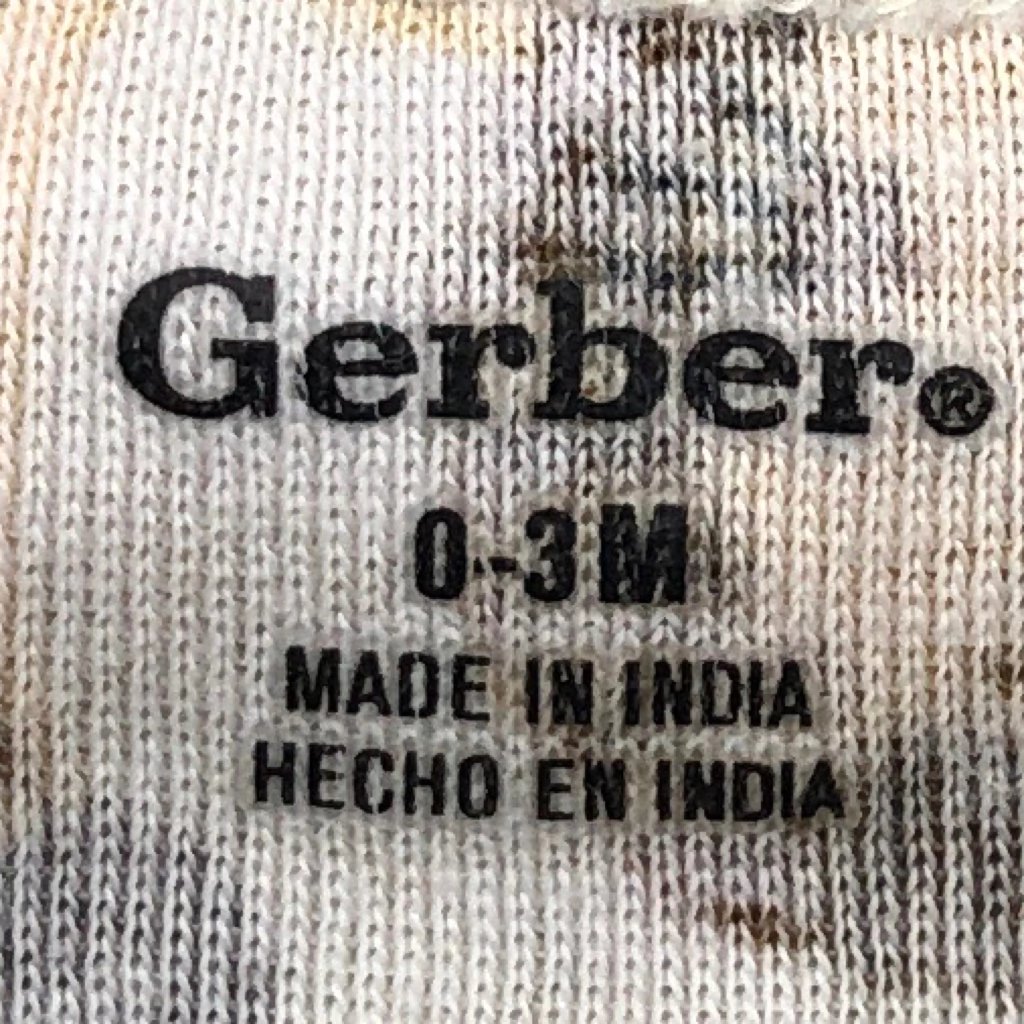 Gerber®
0-3M
MADE IN INDIA
HECHO EN INDIA